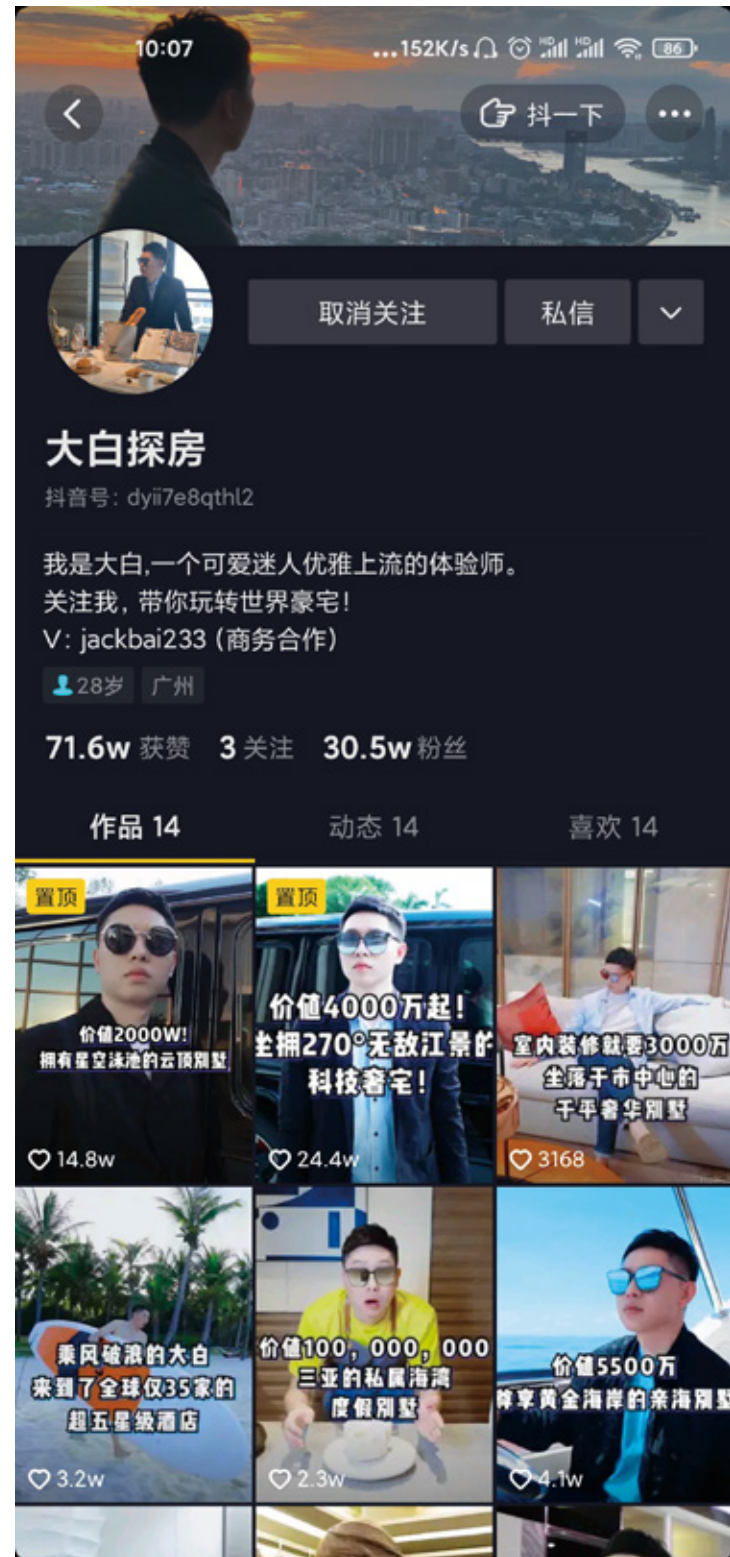 10:07
...152K/s
HD
HD
86
抖一下
取消关注
私信
大白探房
抖音号：dyii7e8qthl2
我是大白,一个可爱迷人优雅上流的体验师。
关注我，带你玩转世界豪宅！
V：jackbai233（商务合作）
28岁
广州
71.6w 获赞 3 关注 30.5w 粉丝
作品 14
动态 14
喜欢 14
置顶
价值2000W!
拥有星空泳池的云顶别墅
14.8w
置顶
价值4000万起！
坐拥270°无敌江景的
科技奢宅！
24.4w
室内装修就要3000万
坐落于市中心的
千平奢华别墅
3168
乘风破浪的大白
来到了全球仅35家的
超五星级酒店
3.2w
价值100，000，000
三亚的私属海湾
度假别墅
2.3w
价值5500万
尊享黄金海岸的亲海别墅
4.1w